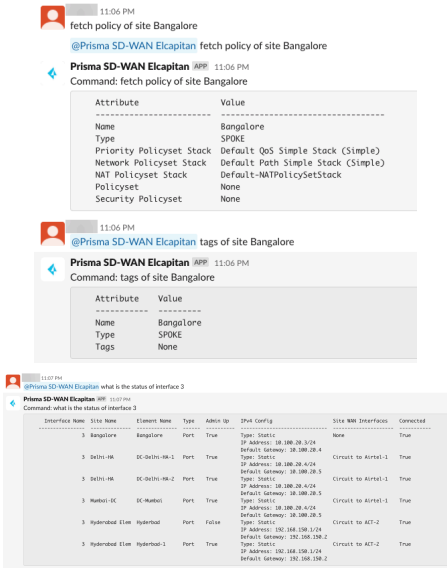 11:06 PM
fetch policy of site Bangalore
@Prisma SD-WAN Elcapitan fetch policy of site Bangalore
Prisma SD-WAN Elcapitan APP 11:06 PM
Command: fetch policy of site Bangalore
Attribute Value
----------------------- ---------------------------------
Name Bangalore
Type SPOKE
Priority Policyset Stack Default QoS Simple Stack (Simple)
Network Policyset Stack Default Path Simple Stack (Simple)
NAT Policyset Stack Default-NATPolicySetStack
Policyset None
Security Policyset None
11:06 PM
@Prisma SD-WAN Elcapitan tags of site Bangalore
Prisma SD-WAN Elcapitan APP 11:06 PM
Command: tags of site Bangalore
Attribute Value
----------- ---------
Name Bangalore
Type SPOKE
Tags None
11:07 PM
@Prisma SD-WAN Elcapitan what is the status of interface 3
Prisma SD-WAN Elcapitan APP 11:07 PM
Command: what is the status of interface 3
Interface Name Site Name Element Name Type Admin Up IPv4 Config Site WAN Interfaces Connected
3 Bangalore Bangalore Port True Type: Static None True
IP Address: 10.100.20.3/24
Default Gateway: 10.100.20.4
3 Delhi-HA DC-Delhi-HA-1 Port True Type: Static Circuit to Airtel-1 True
IP Address: 10.100.20.4/24
Default Gateway: 10.100.20.5
3 Delhi-HA DC-Delhi-HA-2 Port True Type: Static Circuit to Airtel-1 True
IP Address: 10.100.20.4/24
Default Gateway: 10.100.20.5
3 Mumbai-DC DC-Mumbai Port True Type: Static Circuit to Airtel-1 True
IP Address: 10.100.20.4/24
Default Gateway: 10.100.20.5
3 Hyderabad Elem Hyderbad Port False Type: Static Circuit to ACT-2 True
IP Address: 192.168.150.1/24
Default Gateway: 192.168.150.2
3 Hyderabad Elem Hyderbad-1 Port True Type: Static Circuit to ACT-2 True
IP Address: 192.168.150.1/24
Default Gateway: 192.168.150.2